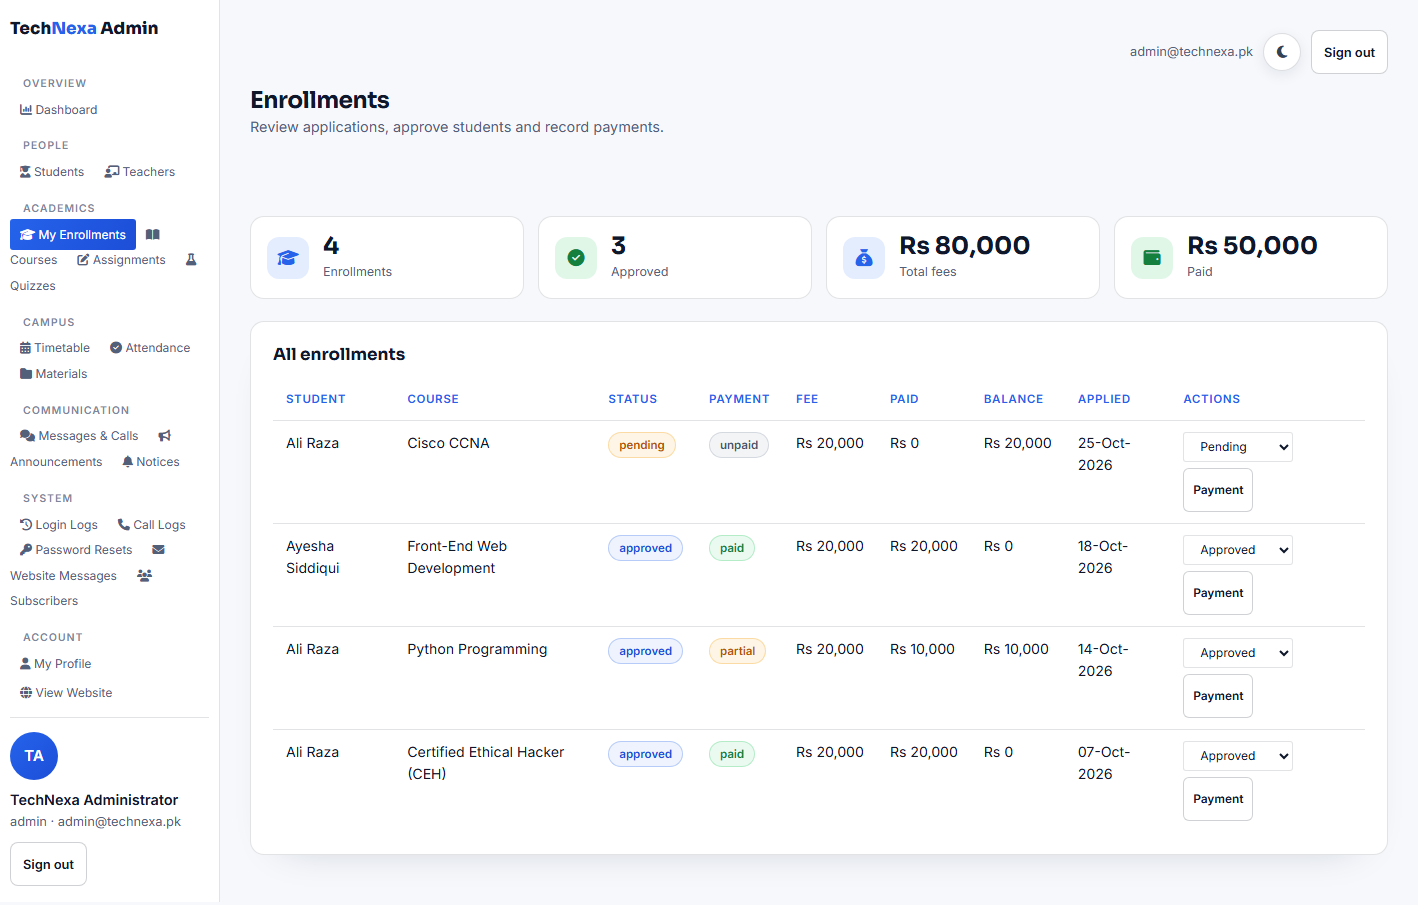 TechNexa Admin
OVERVIEW
Dashboard
PEOPLE
Students Teachers
ACADEMICS
My Enrollments
Courses Assignments
Quizzes
CAMPUS
Timetable Attendance
Materials
COMMUNICATION
Messages & Calls
Announcements Notices
SYSTEM
Login Logs Call Logs
Password Resets
Website Messages
Subscribers
ACCOUNT
My Profile
View Website
TA
TechNexa Administrator
admin · admin@technexa.pk
Sign out
admin@technexa.pk Sign out
Enrollments
Review applications, approve students and record payments.
4
Enrollments
3
Approved
Rs 80,000
Total fees
Rs 50,000
Paid
All enrollments
STUDENT COURSE STATUS PAYMENT FEE PAID BALANCE APPLIED ACTIONS
Ali Raza Cisco CCNA pending unpaid Rs 20,000 Rs 0 Rs 20,000 25-Oct- Pending
2026
Payment
Ayesha Front-End Web approved paid Rs 20,000 Rs 20,000 Rs 0 18-Oct- Approved
Siddiqui Development 2026
Payment
Ali Raza Python Programming approved partial Rs 20,000 Rs 10,000 Rs 10,000 14-Oct- Approved
2026
Payment
Ali Raza Certified Ethical Hacker approved paid Rs 20,000 Rs 20,000 Rs 0 07-Oct- Approved
(CEH) 2026
Payment